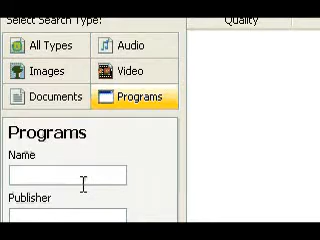 Select Search Type:
Quality
All Types
Audio
Images
Video
Documents
Programs
Programs
Name
Publisher